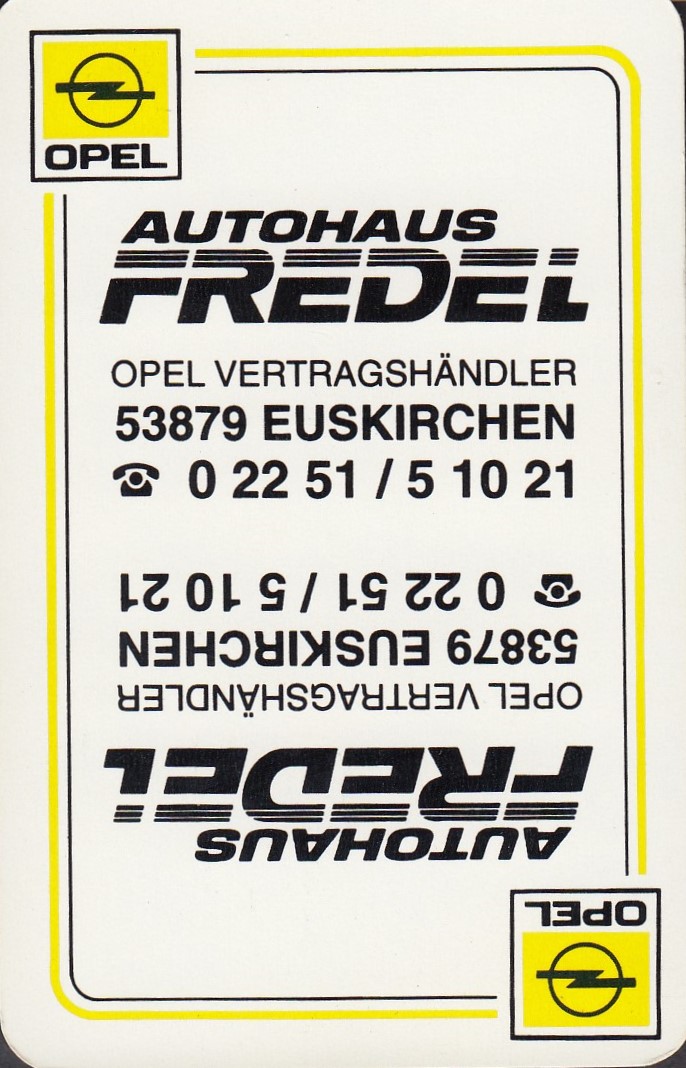 OPEL
AUTOHAUS
FREDEL
OPEL VERTRAGSHÄNDLER
53879 EUSKIRCHEN
☎ 0 22 51 / 5 10 21
☎ 0 22 51 / 5 10 21
53879 EUSKIRCHEN
OPEL VERTRAGSHÄNDLER
FREDEL
AUTOHAUS
OPEL